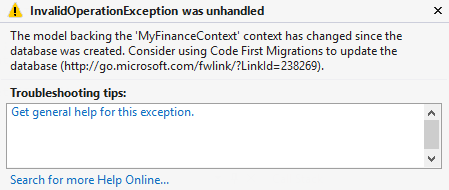 InvalidOperationException was unhandled
The model backing the 'MyFinanceContext' context has changed since the
database was created. Consider using Code First Migrations to update the
database (http://go.microsoft.com/fwlink/?LinkId=238269).
Troubleshooting tips:
Get general help for this exception.
Search for more Help Online...